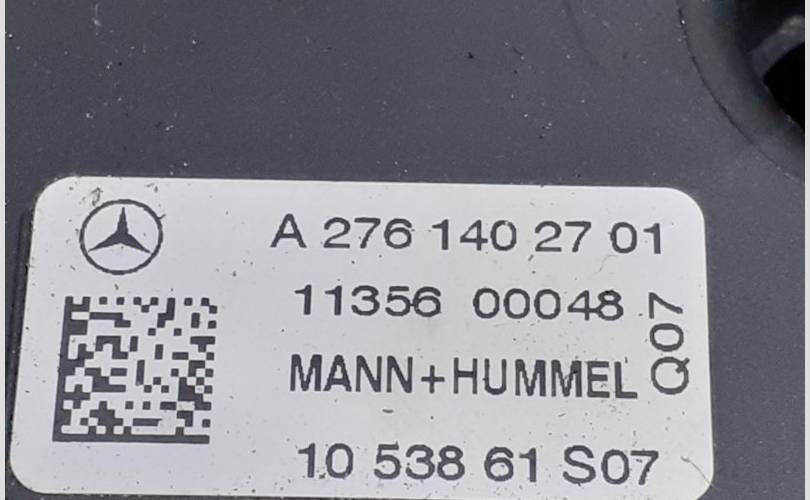 A 276 140 27 01
11356 00048
Q07
MANN+HUMMEL
10 538 61 S07